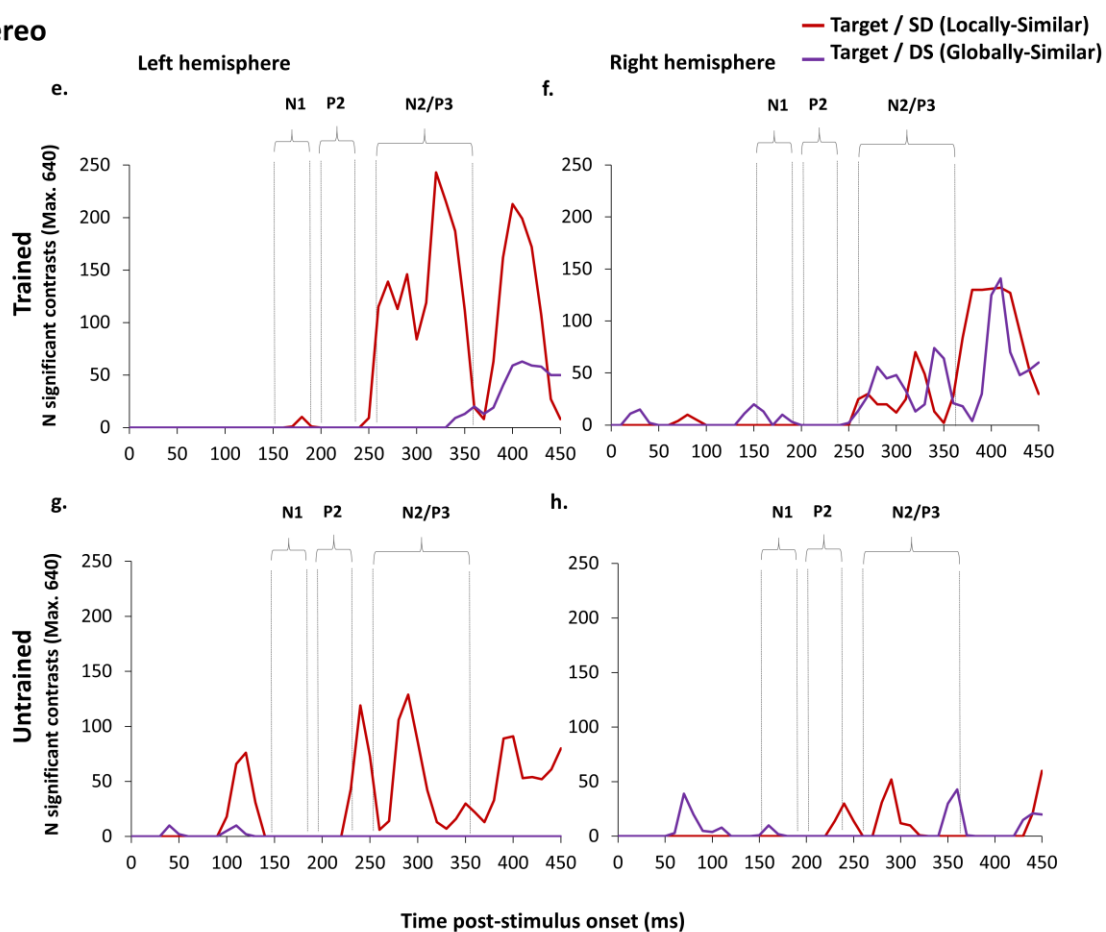 ereo
Target / SD (Locally-Similar)
Target / DS (Globally-Similar)
Left hemisphere
Right hemisphere
e.
N1
P2
N2/P3
f.
N1
P2
N2/P3
Trained
N significant contrasts (Max. 640)
250
200
150
100
50
0
0 50 100 150 200 250 300 350 400 450
250
200
150
100
50
0
0 50 100 150 200 250 300 350 400 450
g.
N1
P2
N2/P3
h.
N1
P2
N2/P3
Untrained
N significant contrasts (Max. 640)
250
200
150
100
50
0
0 50 100 150 200 250 300 350 400 450
250
200
150
100
50
0
0 50 100 150 200 250 300 350 400 450
Time post-stimulus onset (ms)